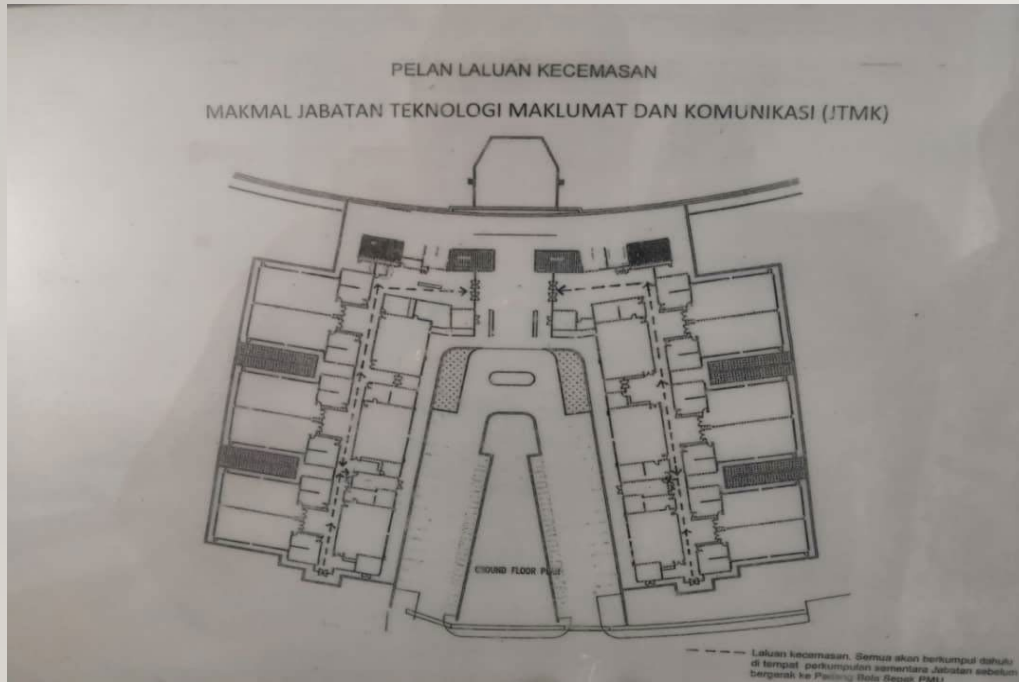 PELAN LALUAN KECEMASAN
MAKMAL JABATAN TEKNOLOGI MAKLUMAT DAN KOMUNIKASI (JTMK)
GROUND FLOOR
Laluan kecemasan. Semua akan berkumpul dahulu
di tempat perkumpulan sementara Jabatan sebelum
bergerak ke Padang Bola Sepak PMU